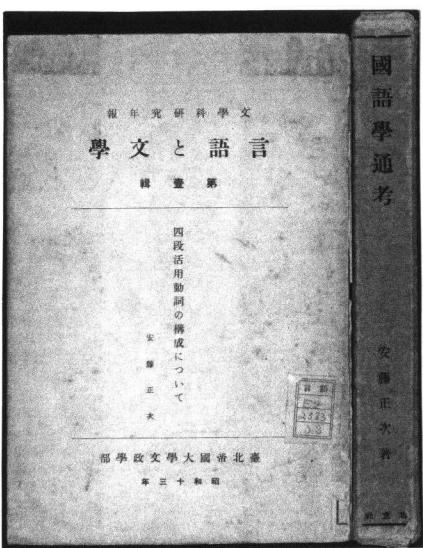 文學科研究年報
言語と文學
第壹輯
四段活用動詞の構成について
安藤正次
臺北帝國大學文政學部
昭和十三年
國語學通考
安藤正次著